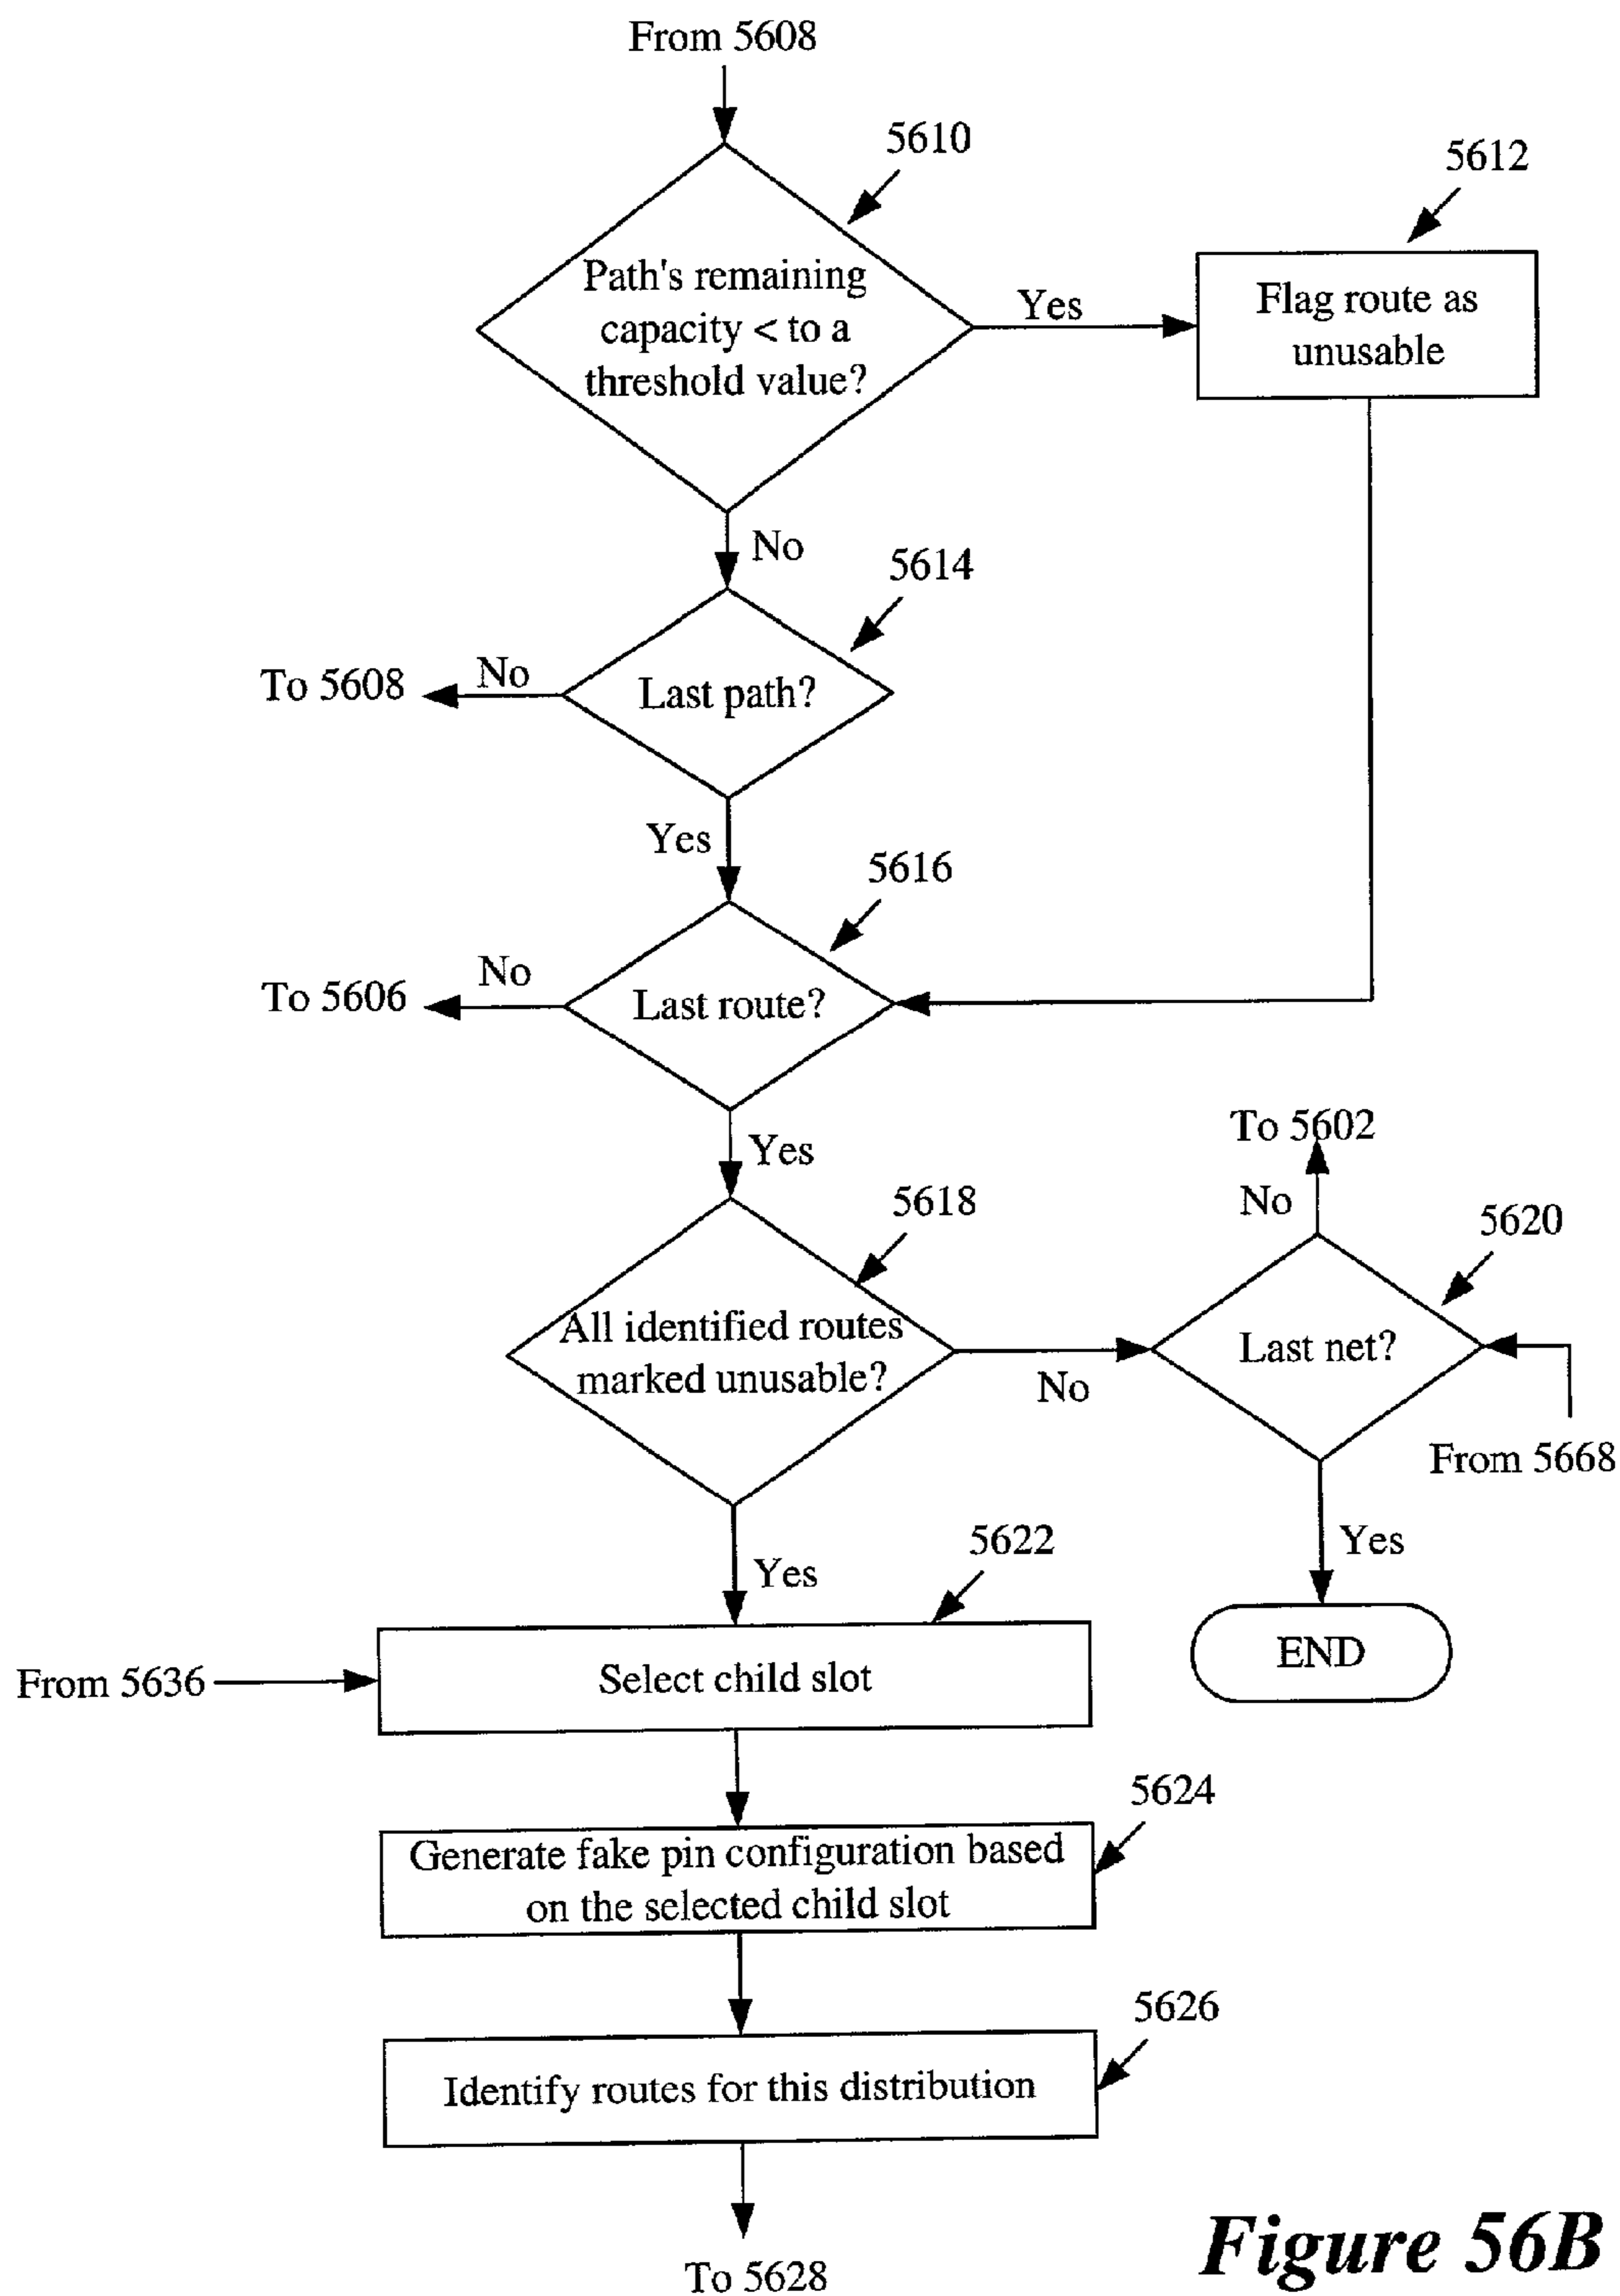 From 5608
5610
5612
Path's remaining
capacity < to a
threshold value?
Yes
Flag route as
unusable
No
5614
To 5608
No
Last path?
Yes
5616
To 5606
No
Last route?
Yes
To 5602
No
5618
5620
All identified routes
marked unusable?
No
Last net?
From 5668
Yes
Yes
5622
END
From 5636
Select child slot
5624
Generate fake pin configuration based
on the selected child slot
5626
Identify routes for this distribution
To 5628
Figure 56B